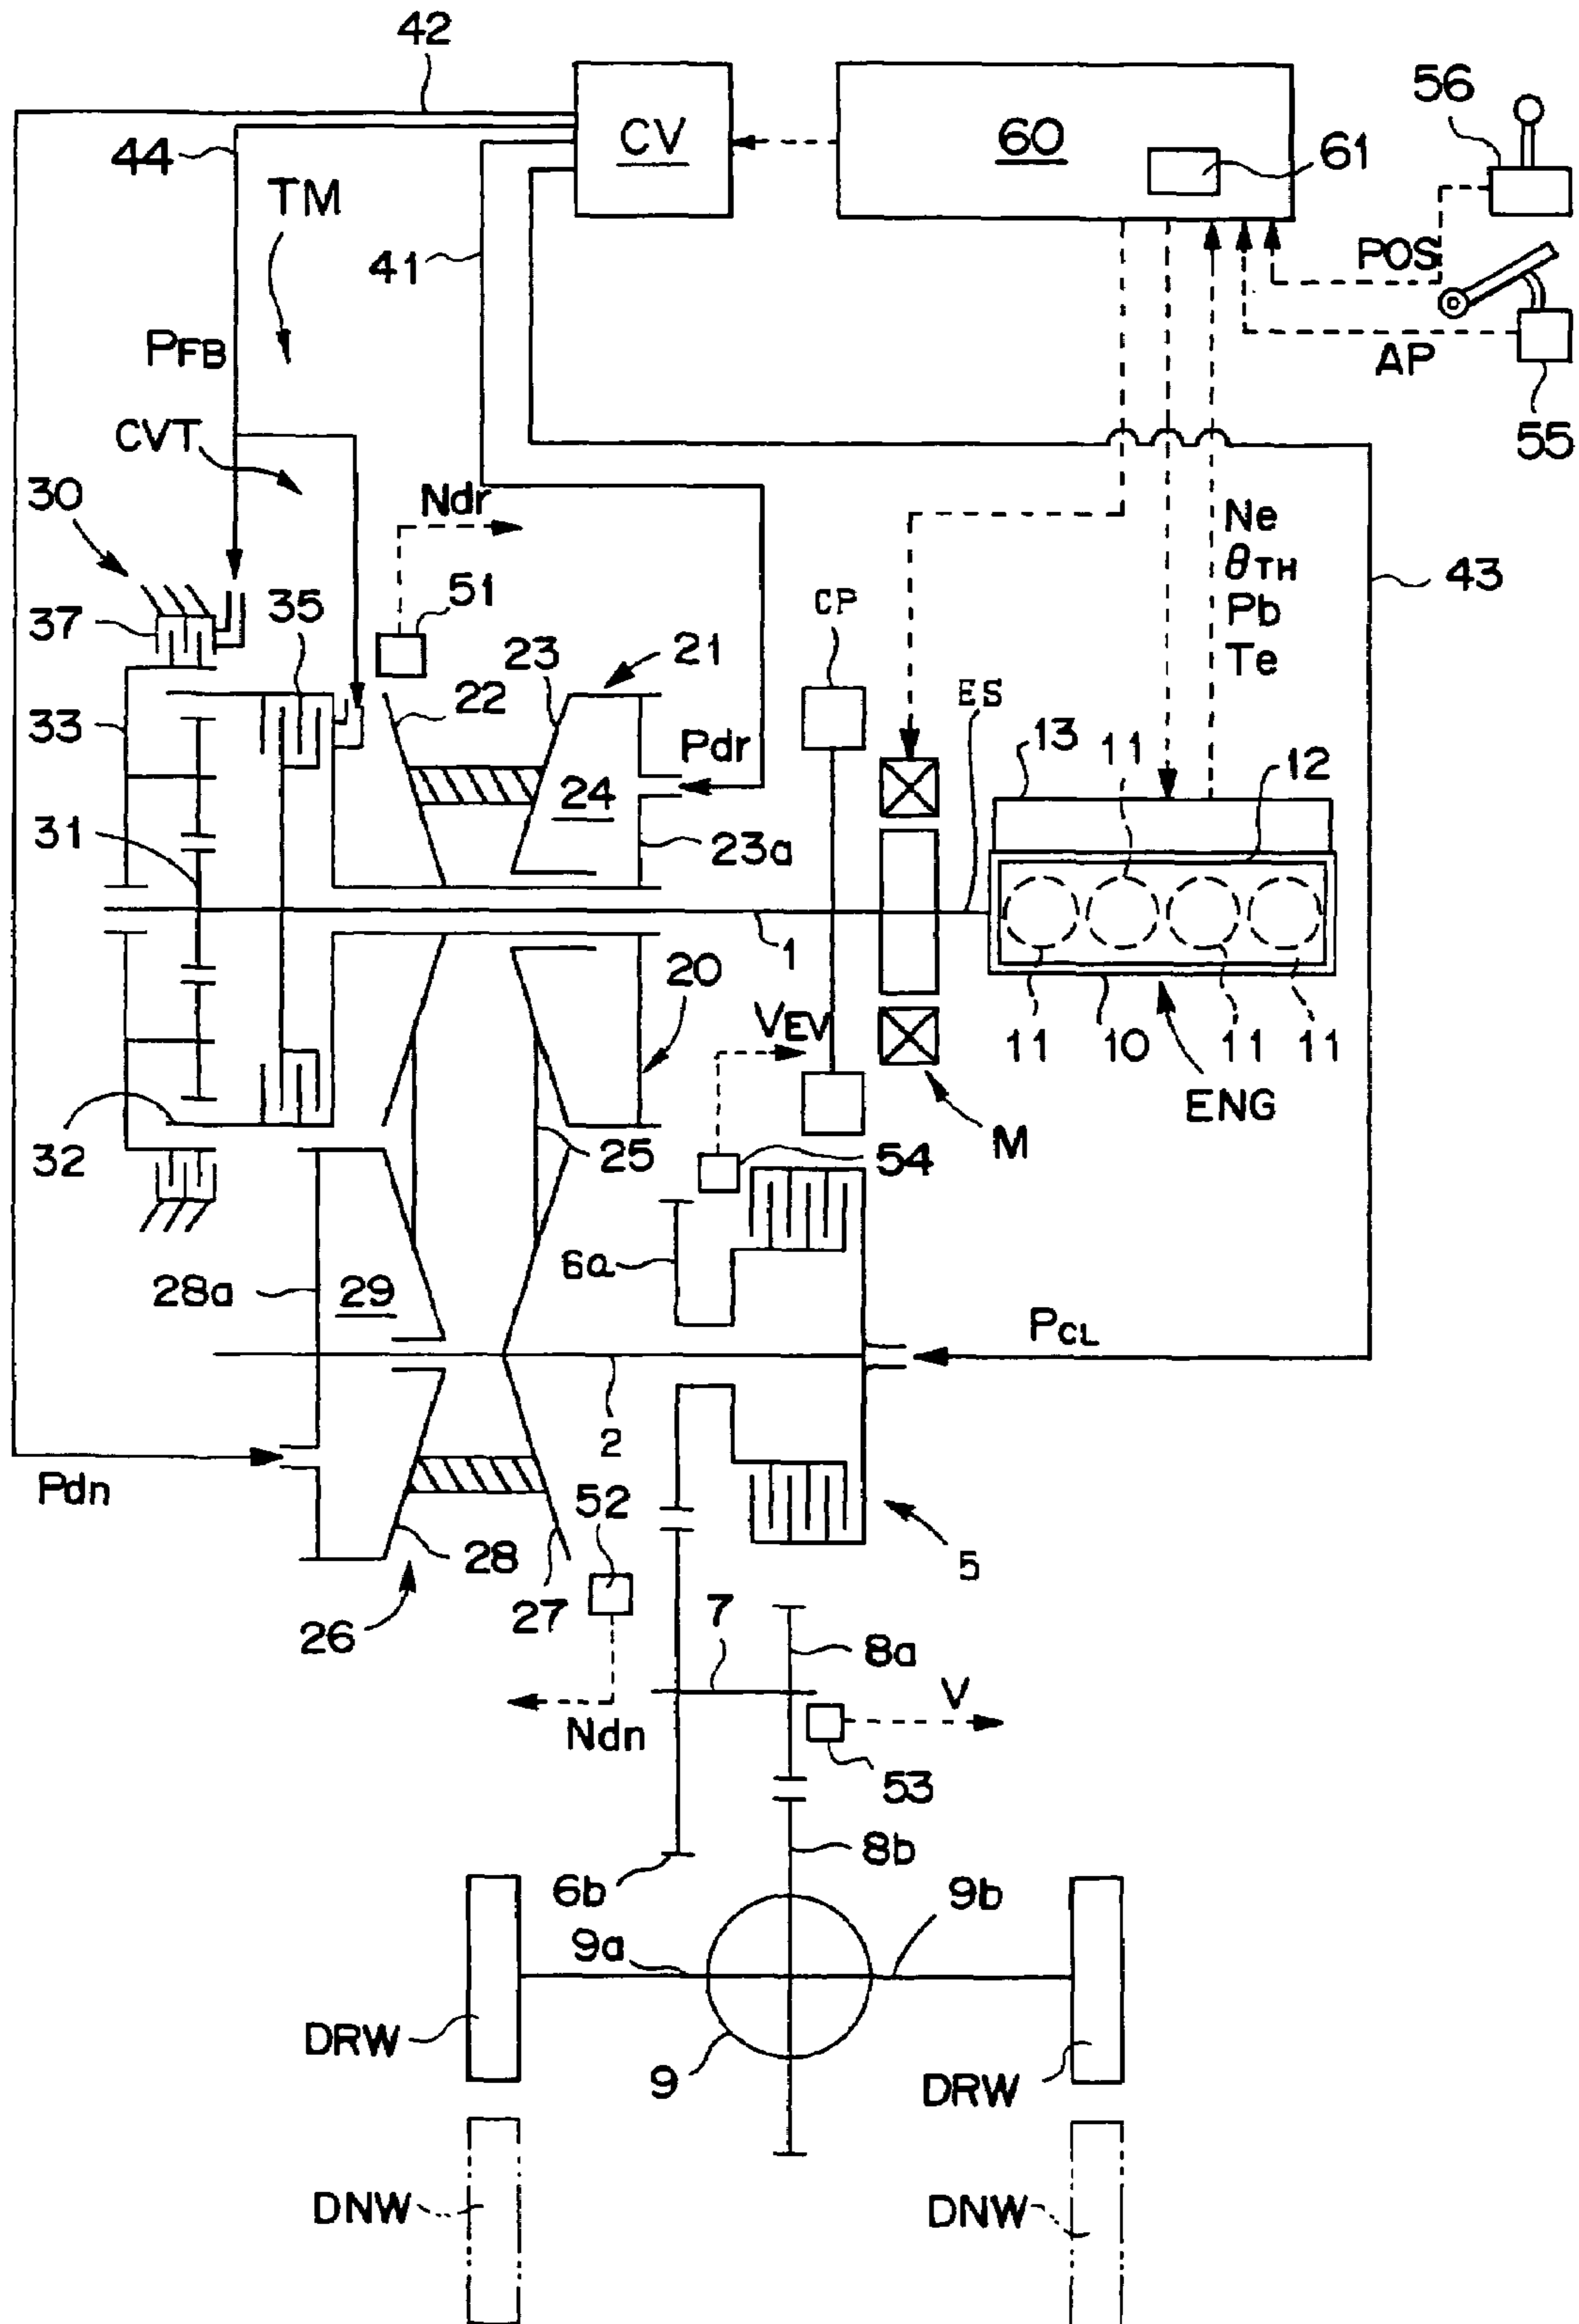 42
CV
60
61
56
44
TM
41
POS
AP
55
PFB
CVT
30
Ndr
Ne
θTH
Pb
Te
43
37
35
51
CP
23
21
22
ES
33
Pdr
13
11
12
24
31
23a
1
20
VEV
11
10
11
11
ENG
M
32
25
54
6a
28a
29
PCL
2
Pdn
52
28
5
27
26
7
8a
V
Ndn
53
8b
6b
9b
9a
DRW
9
DRW
DNW
DNW